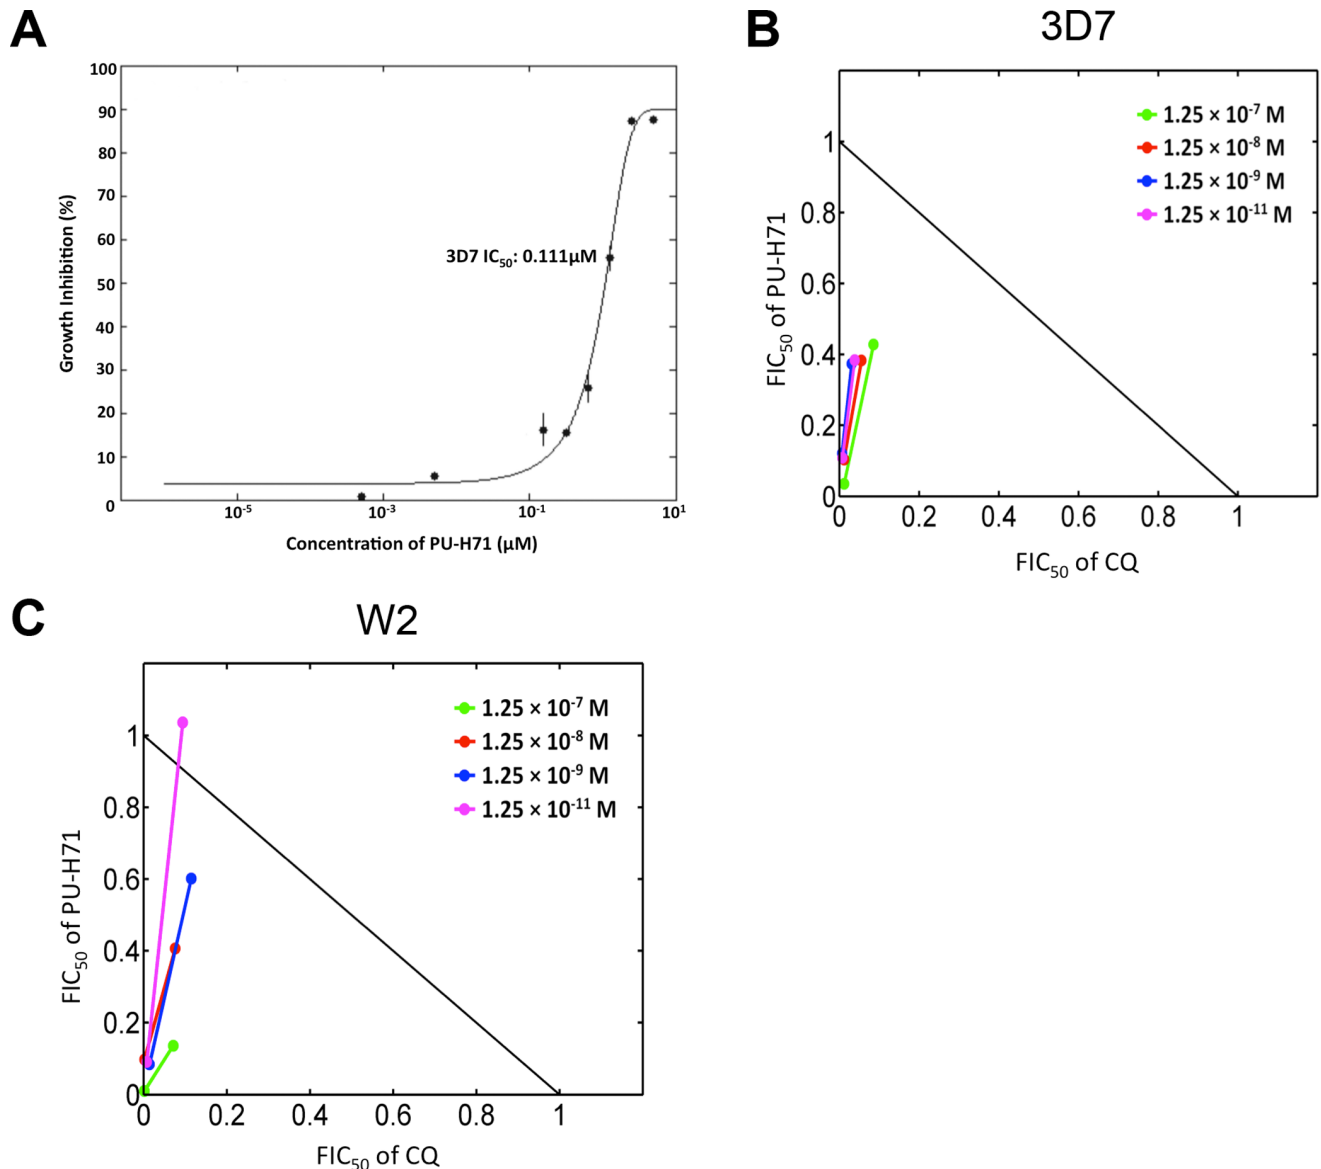 A
100
90
80
70
60
50
40
30
20
10
0
Growth Inhibition (%)
3D7 IC50: 0.111μM
10-5
10-3
10-1
101
Concentration of PU-H71 (μM)
B
3D7
1.25 × 10-7 M
1.25 × 10-8 M
1.25 × 10-9 M
1.25 × 10-11 M
1
0.8
0.6
0.4
0.2
0
FIC50 of PU-H71
0
0.2
0.4
0.6
0.8
1
FIC50 of CQ
C
W2
1.25 × 10-7 M
1.25 × 10-8 M
1.25 × 10-9 M
1.25 × 10-11 M
1
0.8
0.6
0.4
0.2
0
FIC50 of PU-H71
0
0.2
0.4
0.6
0.8
1
FIC50 of CQ